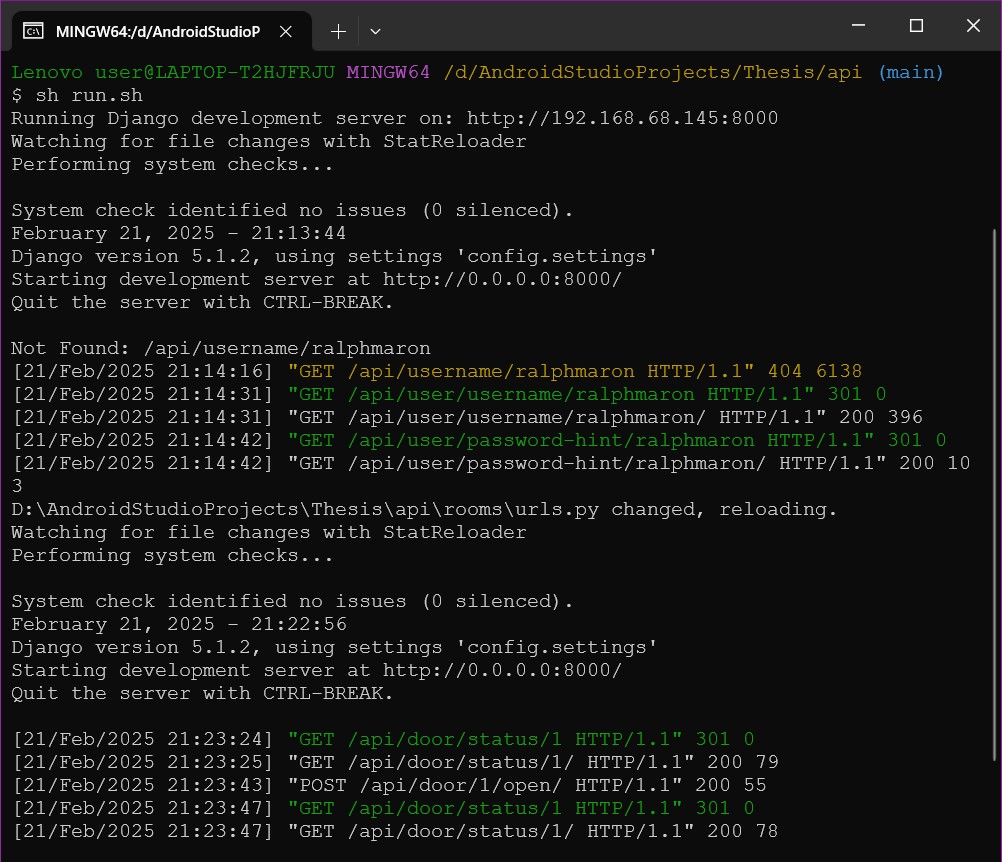 MINGW64:/d/AndroidStudioP
Lenovo user@LAPTOP-T2HJFRJU MINGW64 /d/AndroidStudioProjects/Thesis/api (main)
$ sh run.sh
Running Django development server on: http://192.168.68.145:8000
Watching for file changes with StatReloader
Performing system checks...
System check identified no issues (0 silenced).
February 21, 2025 - 21:13:44
Django version 5.1.2, using settings 'config.settings'
Starting development server at http://0.0.0.0:8000/
Quit the server with CTRL-BREAK.
Not Found: /api/username/ralphmaron
[21/Feb/2025 21:14:16] "GET /api/username/ralphmaron HTTP/1.1" 404 6138
[21/Feb/2025 21:14:31] "GET /api/user/username/ralphmaron HTTP/1.1" 301 0
[21/Feb/2025 21:14:31] "GET /api/user/username/ralphmaron/ HTTP/1.1" 200 396
[21/Feb/2025 21:14:42] "GET /api/user/password-hint/ralphmaron HTTP/1.1" 301 0
[21/Feb/2025 21:14:42] "GET /api/user/password-hint/ralphmaron/ HTTP/1.1" 200 10
3
D:\AndroidStudioProjects\Thesis\api\rooms\urls.py changed, reloading.
Watching for file changes with StatReloader
Performing system checks...
System check identified no issues (0 silenced).
February 21, 2025 - 21:22:56
Django version 5.1.2, using settings 'config.settings'
Starting development server at http://0.0.0.0:8000/
Quit the server with CTRL-BREAK.
[21/Feb/2025 21:23:24] "GET /api/door/status/1 HTTP/1.1" 301 0
[21/Feb/2025 21:23:25] "GET /api/door/status/1/ HTTP/1.1" 200 79
[21/Feb/2025 21:23:43] "POST /api/door/1/open/ HTTP/1.1" 200 55
[21/Feb/2025 21:23:47] "GET /api/door/status/1 HTTP/1.1" 301 0
[21/Feb/2025 21:23:47] "GET /api/door/status/1/ HTTP/1.1" 200 78